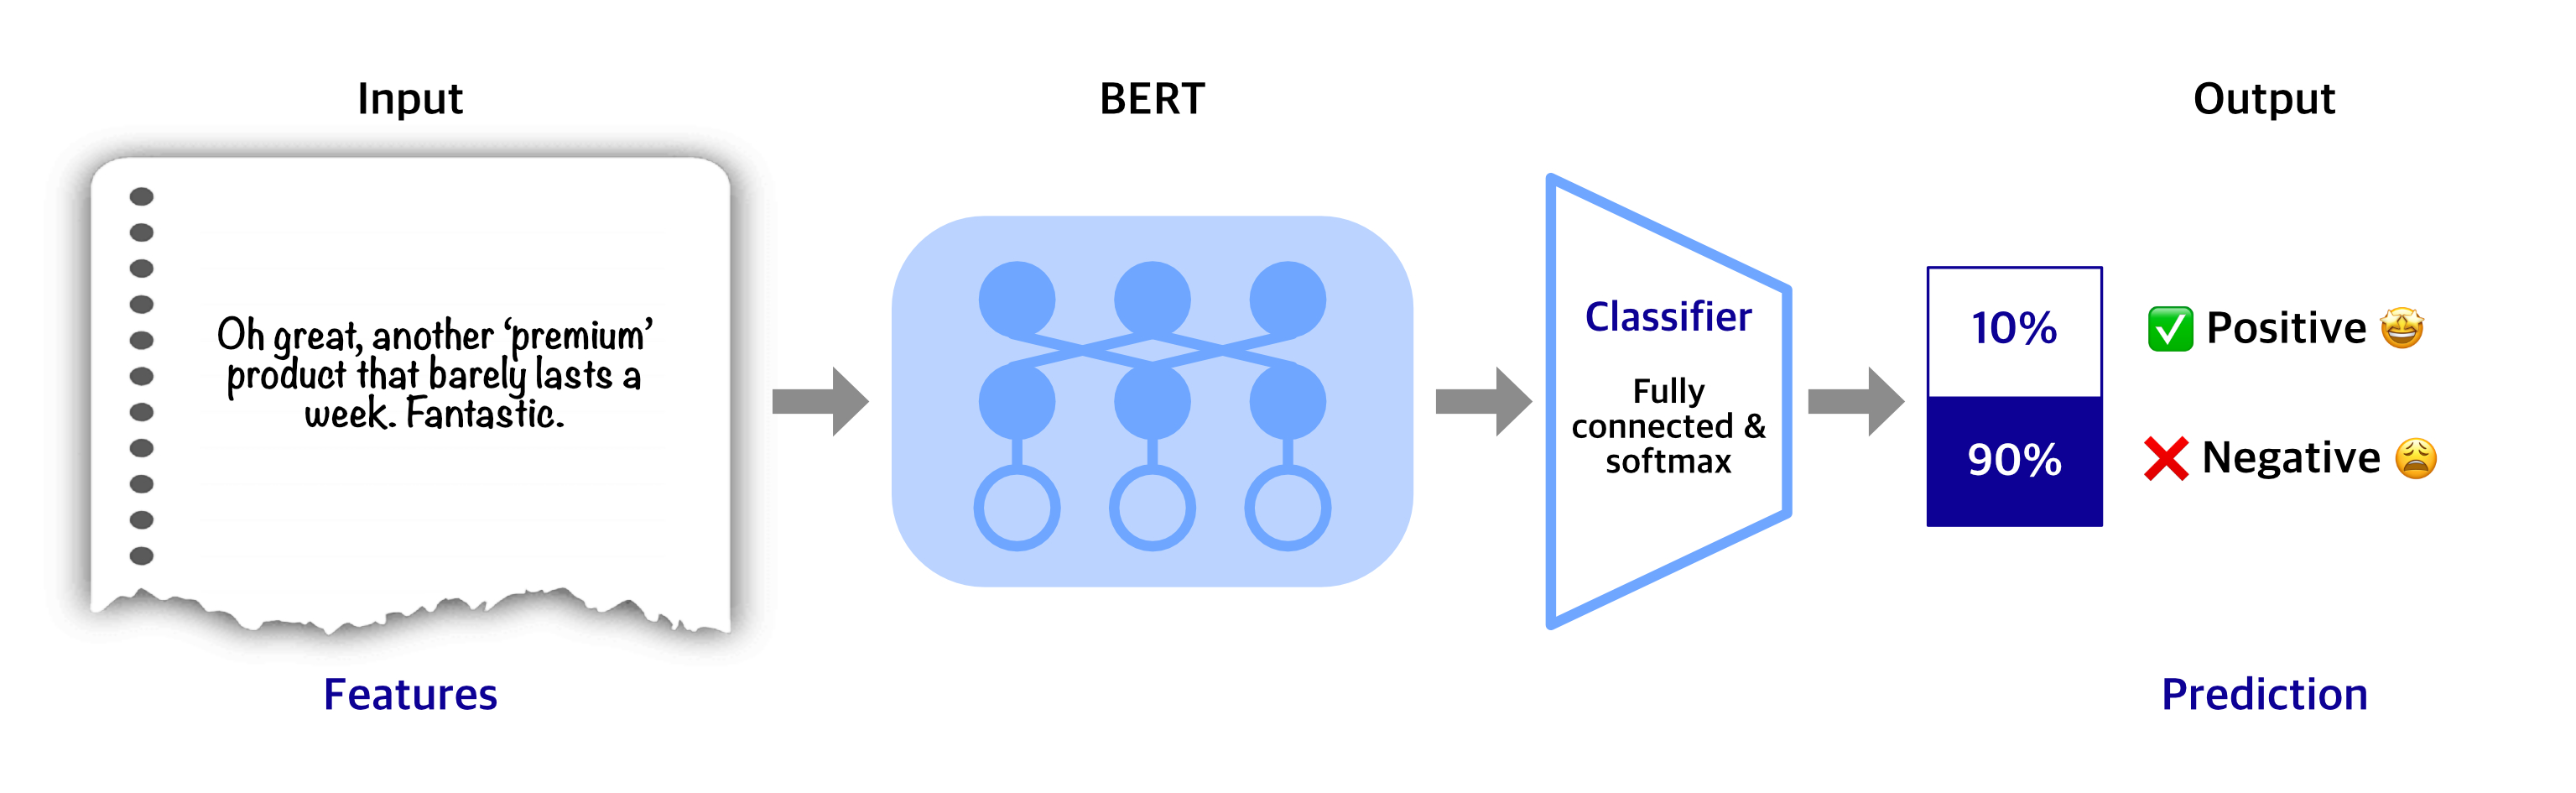 Input
Oh great, another ‘premium’
product that barely lasts a
week. Fantastic.
Features
BERT
Classifier
Fully
connected &
softmax
Output
10%
✅ Positive 🤩
90%
❌ Negative 😩
Prediction